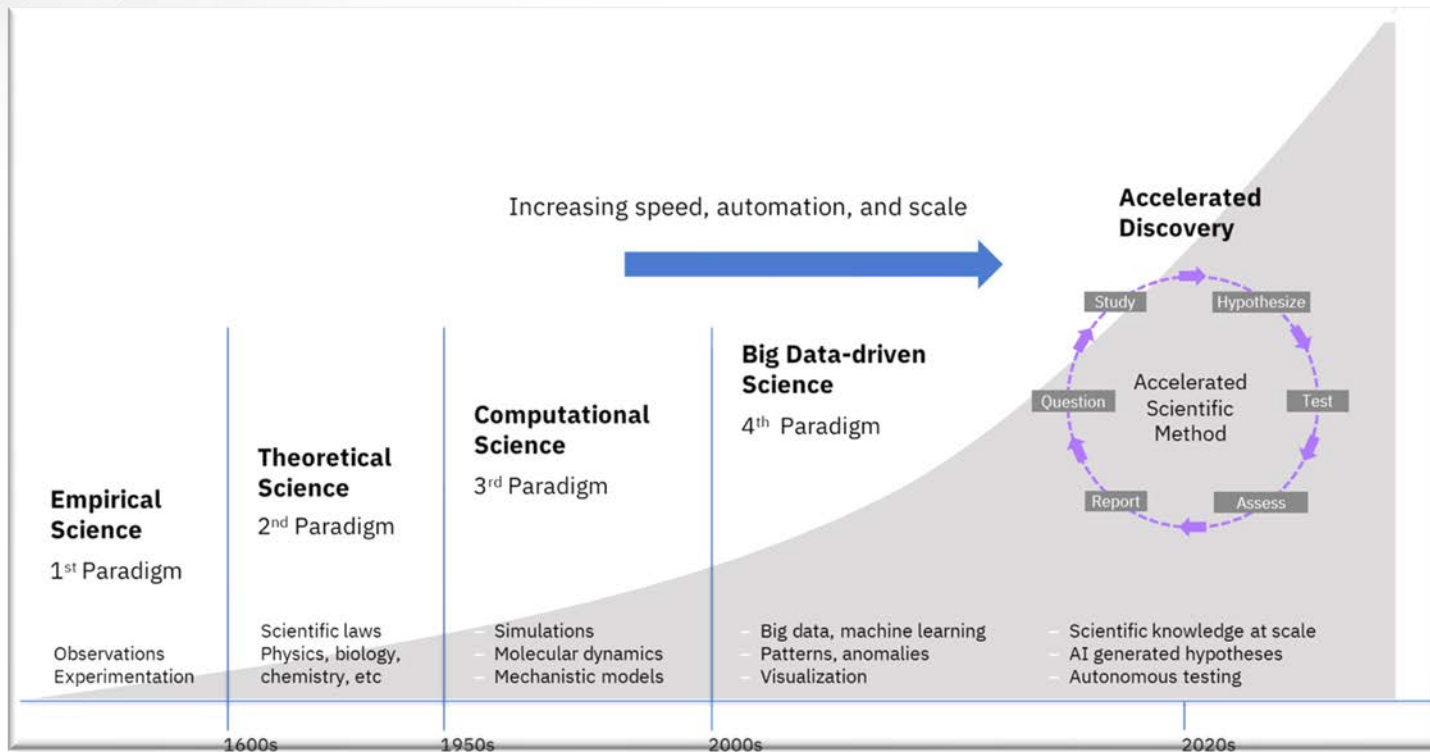 Increasing speed, automation, and scale
Empirical
Science
1st Paradigm
Observations
Experimentation
Theoretical
Science
2nd Paradigm
Scientific laws
Physics, biology,
chemistry, etc
Computational
Science
3rd Paradigm
– Simulations
– Molecular dynamics
– Mechanistic models
Big Data-driven
Science
4th Paradigm
– Big data, machine learning
– Patterns, anomalies
– Visualization
Accelerated
Discovery
Study
Hypothesize
Question
Accelerated
Scientific
Method
Test
Report
Assess
– Scientific knowledge at scale
– AI generated hypotheses
– Autonomous testing
1600s
1950s
2000s
2020s